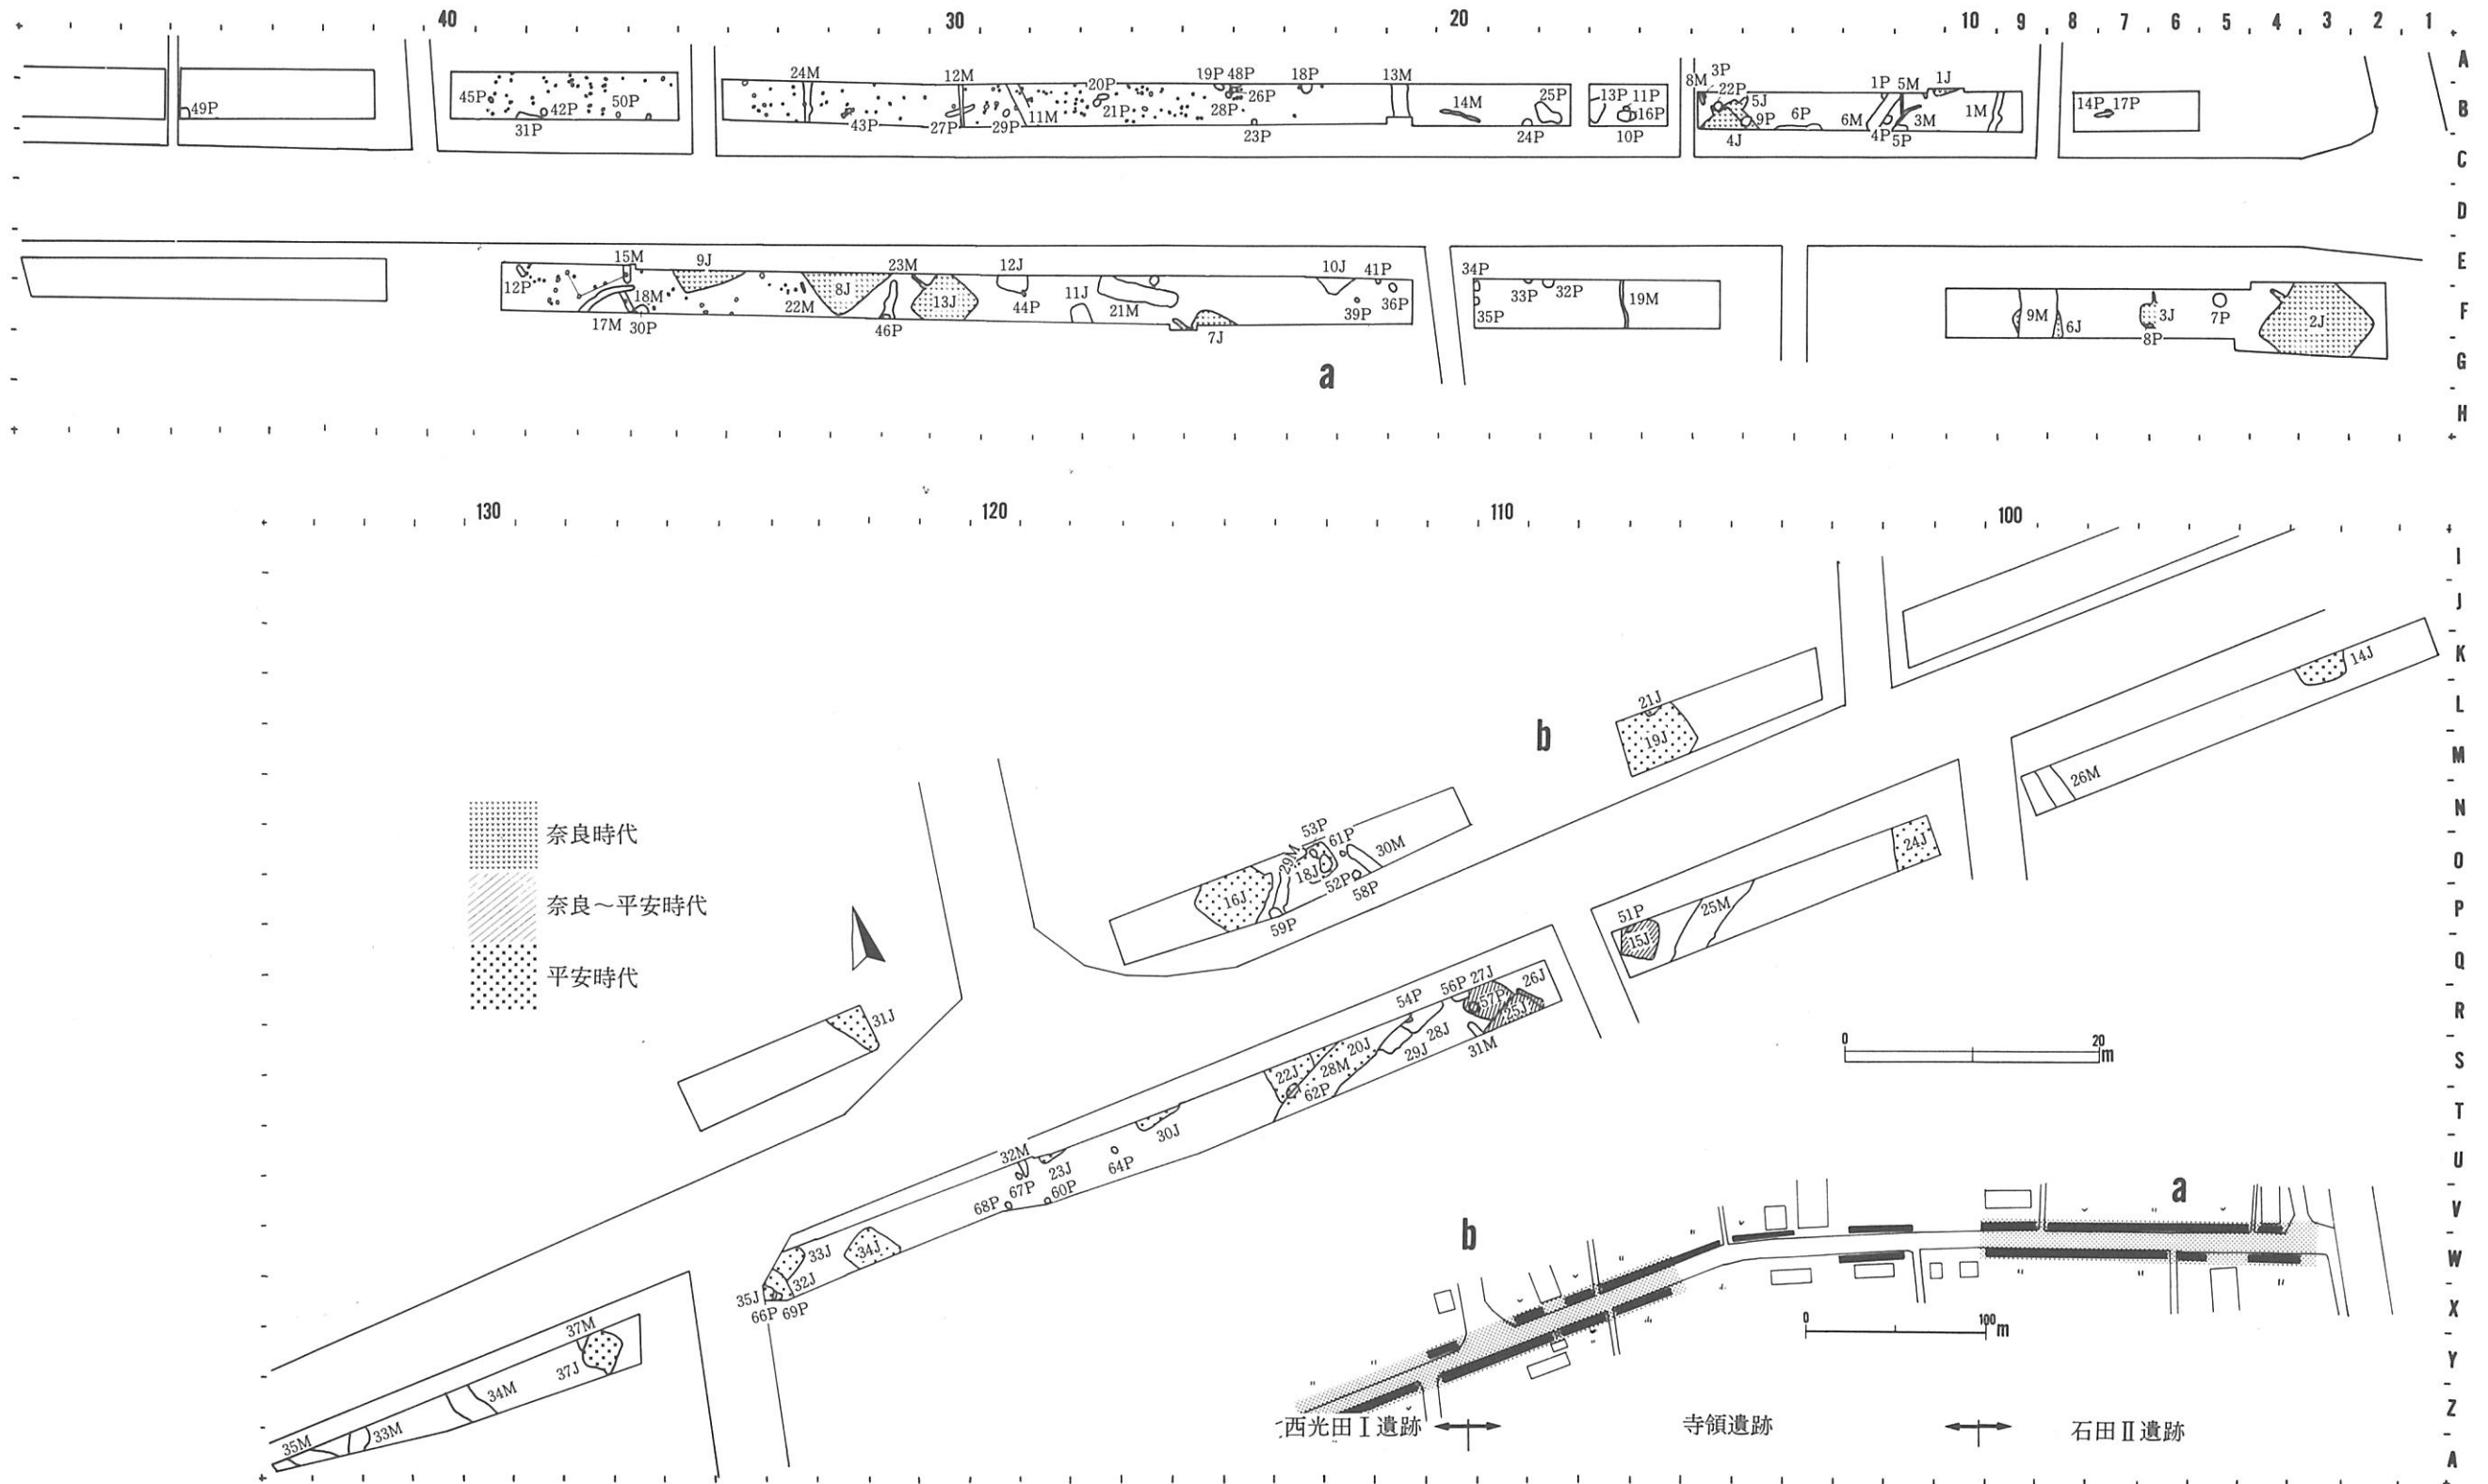 40 30 20 10 9 8 7 6 5 4 3 2 1
A
B
C
D
E
F
G
H
24M 12M 20P 19P 48P 18P 13M 8M 3P 22P 1P 5M 1J
49P 45P 42P 50P 31P 43P 27P 29P 11M 21P 28P 26P 23P 14M 25P 24P 13P 11P 16P 10P 5J 9P 4J 6P 6M 4P 5P 3M 1M 14P 17P
15M 9J 23M 12J 10J 41P 34P
12P 18M 17M 30P 22M 8J 46P 13J 44P 11J 21M 7J 39P 36P 35P 33P 32P 19M 9M 6J 3J 8P 7P 2J
a
130 120 110 100
I
J
K
L
M
N
O
P
Q
R
S
T
U
V
W
X
Y
Z
A
b
21J
19J
14J
26M
24J
25M
51P
15J
53P
61P
30M
29M
18J
52P
58P
16J
59P
奈良時代
奈良～平安時代
平安時代
31J
56P 27J 26J
54P 57P 25J
28J
29J 31M
20J
22J 28M
62P
30J
32M
23J 64P
67P 60P
68P
33J 34J
32J
35J
66P 69P
37M
37J
34M
33M
35M
0 20m
a
b
0 100m
西光田Ⅰ遺跡 寺領遺跡 石田Ⅱ遺跡